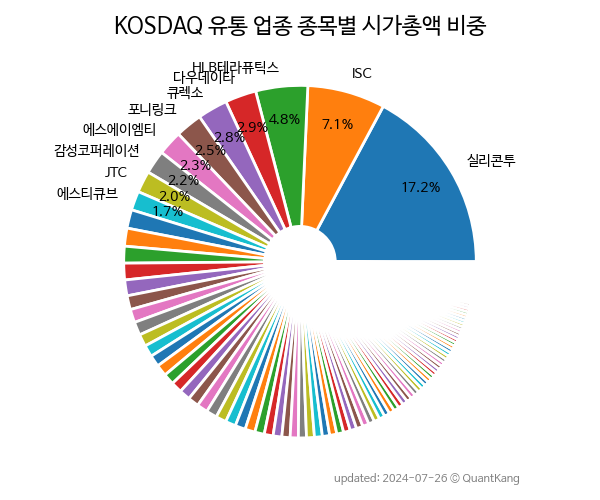 KOSDAQ 유통 업종 종목별 시가총액 비중
HLB테라퓨틱스
ISC
다우데이타
큐렉소
포니링크
에스에이엠티
감성코퍼레이션
JTC
에스티큐브
실리콘투
17.2%
7.1%
4.8%
2.9%
2.8%
2.5%
2.3%
2.2%
2.0%
1.7%
updated: 2024-07-26 © QuantKang